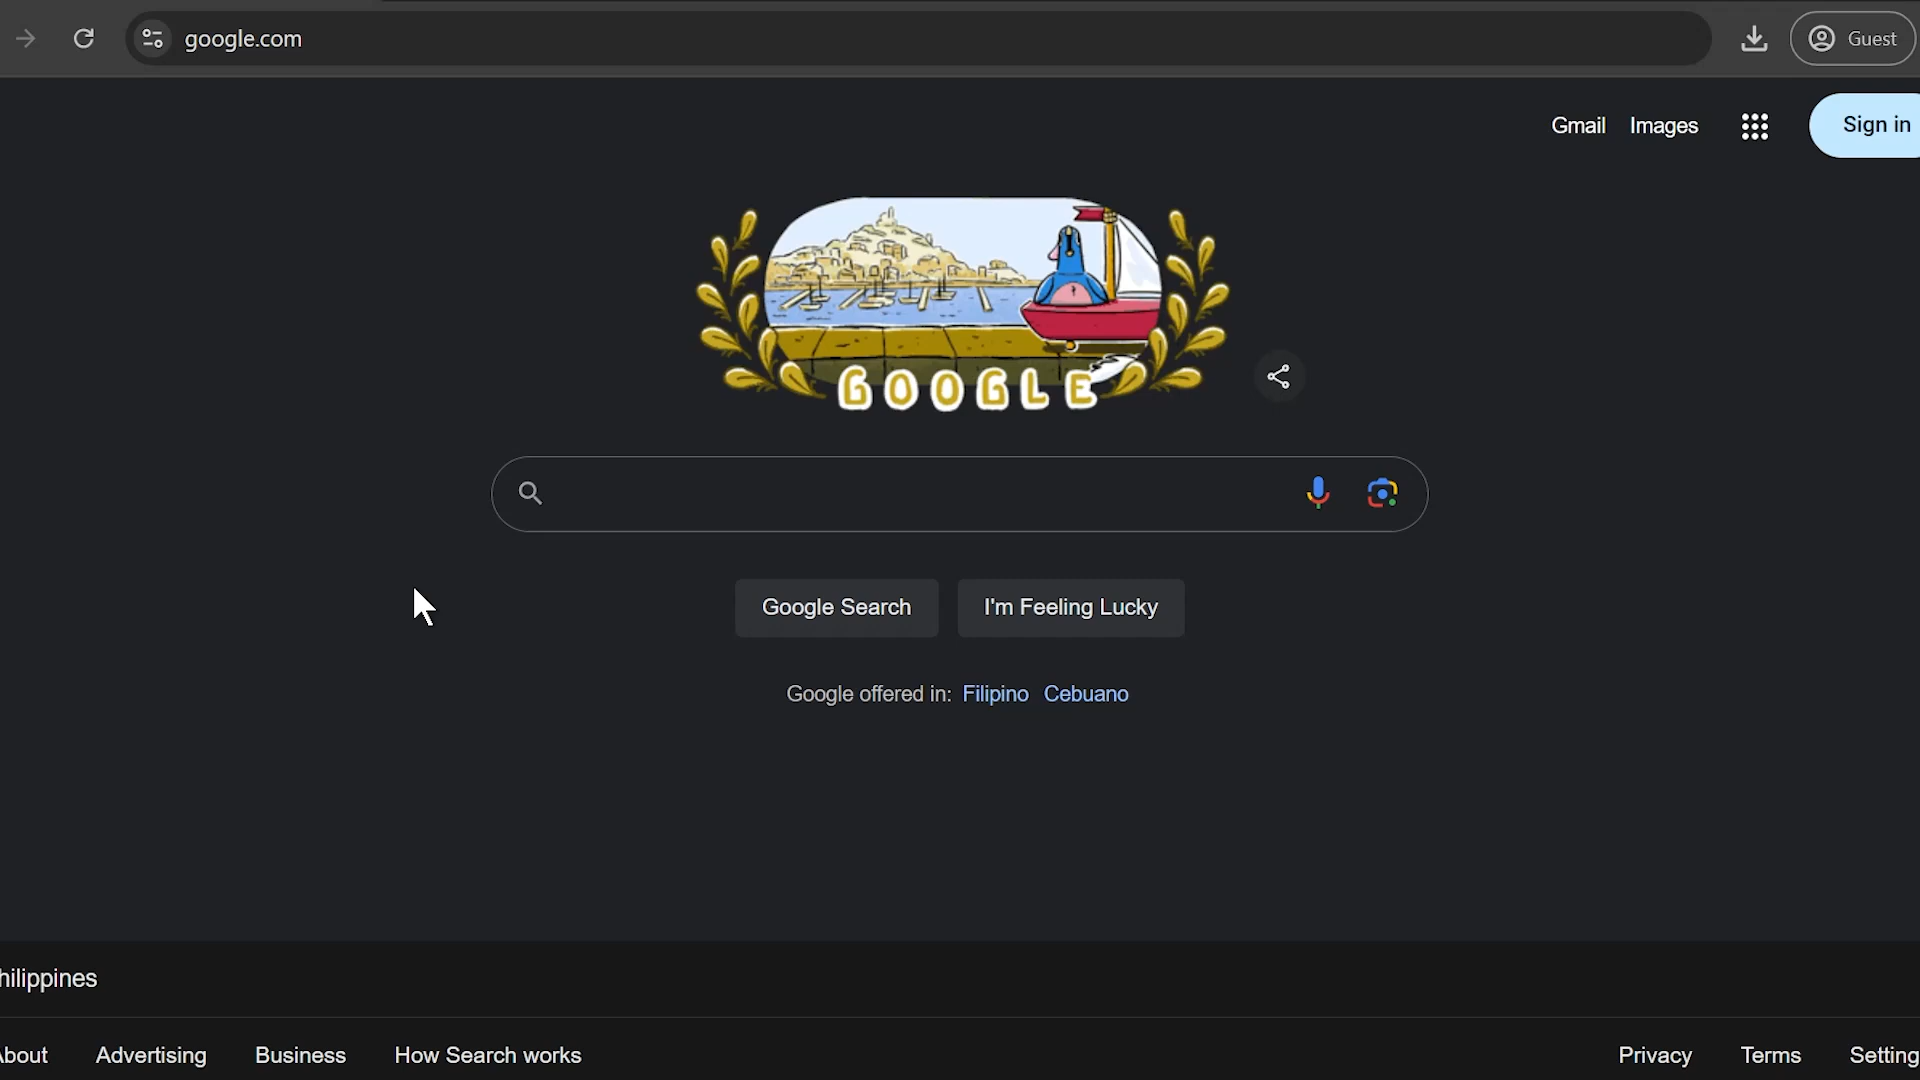 google.com
Guest
Gmail Images
Sign in
GOOGLE
Google Search
I'm Feeling Lucky
Google offered in: Filipino Cebuano
hilippines
bout Advertising Business How Search works
Privacy Terms Setting